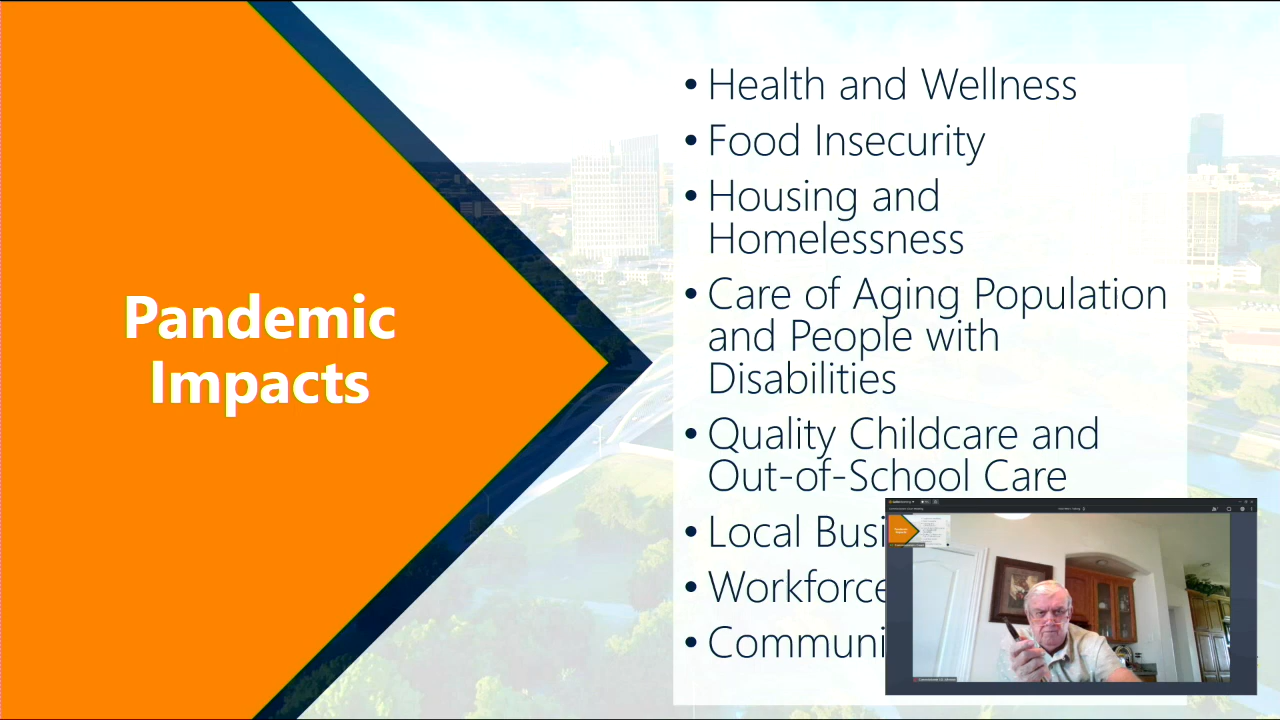 Pandemic
Impacts
• Health and Wellness
• Food Insecurity
• Housing and
Homelessness
• Care of Aging Population
and People with
Disabilities
• Quality Childcare and
Out-of-School Care
• Local Busi
• Workforce
• Communi